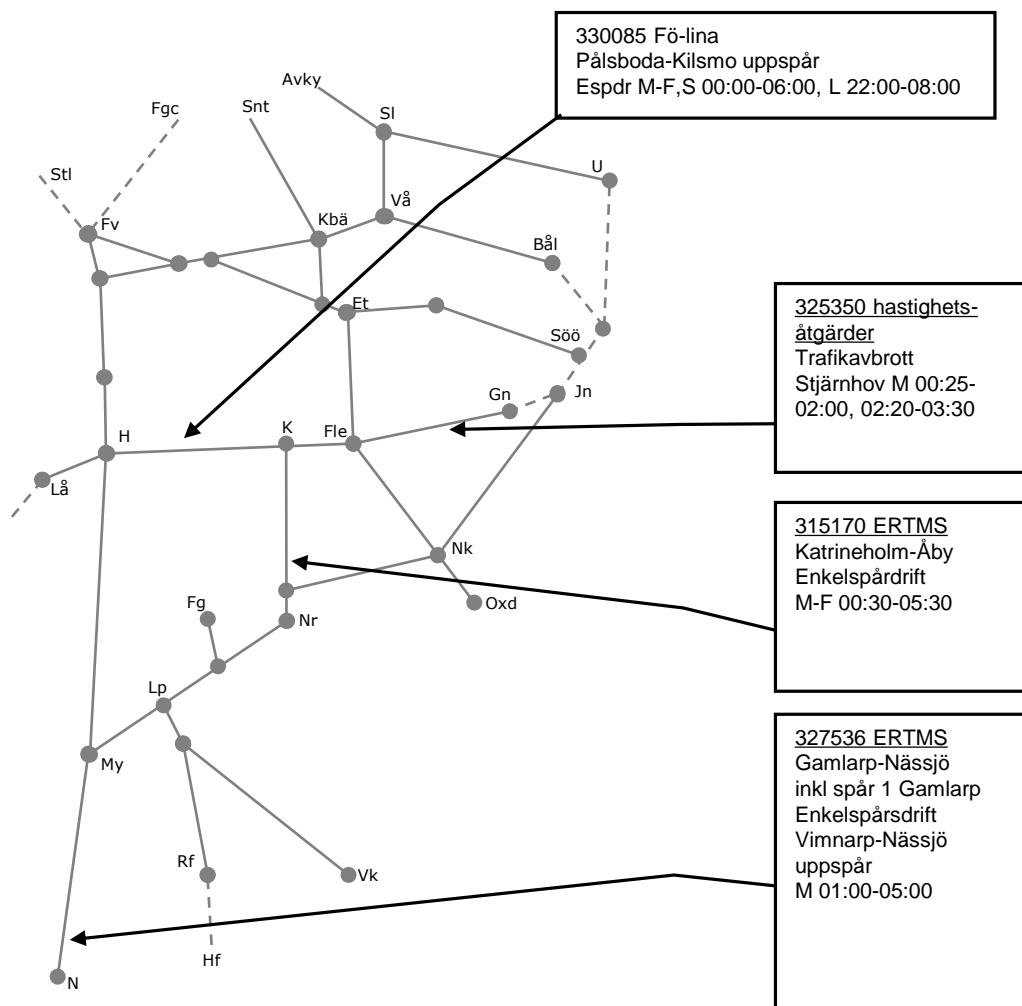 330085 Fö-lina
Pålsboda-Kilsmo uppspår
Espdr M-F,S 00:00-06:00, L 22:00-08:00
Avky
Fgc
Snt
Sl
U
Stl
Vå
Fv
Kbä
Bål
Et
Söö
325350 hastighets-
åtgärder
Trafikavbrott
Stjärnhov M 00:25-
02:00, 02:20-03:30
Gn
Jn
H
K
Fle
Lå
315170 ERTMS
Katrineholm-Åby
Enkelspårdrift
M-F 00:30-05:30
Nk
Fg
Nr
Oxd
Lp
My
327536 ERTMS
Gamlarp-Nässjö
inkl spår 1 Gamlarp
Enkelspårsdrift
Vimnarp-Nässjö
uppspår
M 01:00-05:00
Rf
Vk
Hf
N